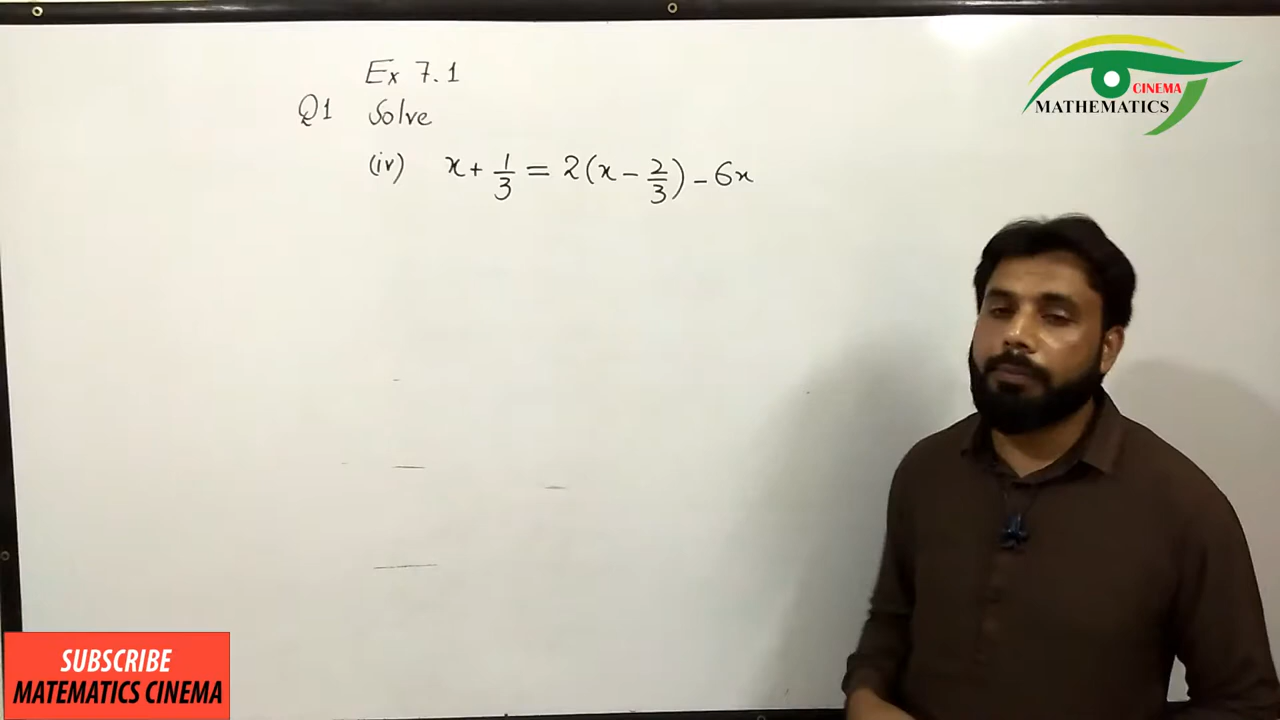 Ex 7.1
Q1 Solve
(iv) x + 1/3 = 2(x - 2/3) - 6x
CINEMA
MATHEMATICS
SUBSCRIBE
MATEMATICS CINEMA